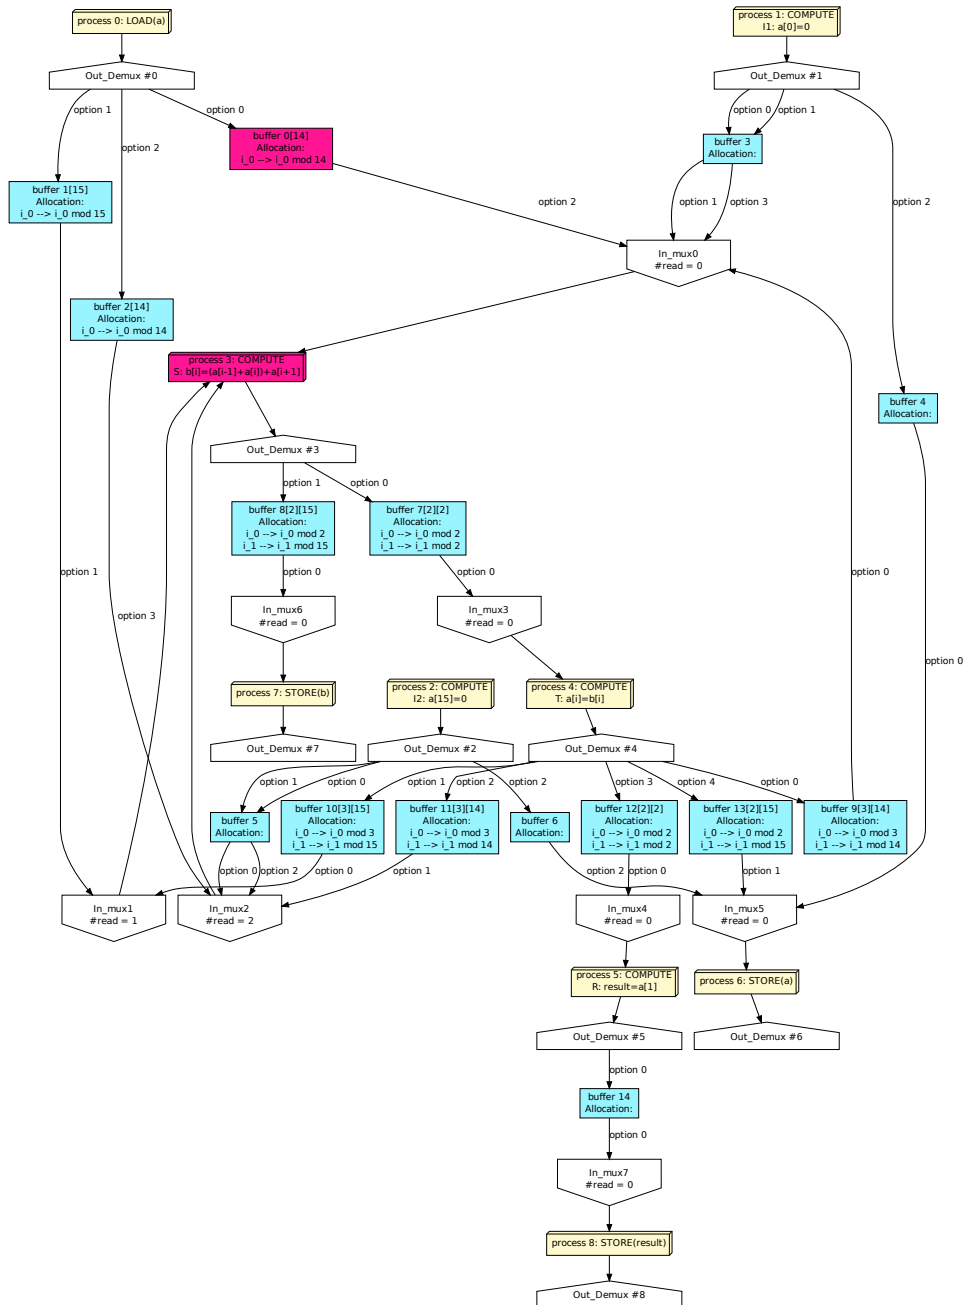 process 0: LOAD(a)
process 1: COMPUTE
I1: a[0]=0
Out_Demux #0
Out_Demux #1
option 1
option 0
option 0
option 1
option 2
buffer 0[14]
Allocation:
i_0 --> i_0 mod 14
buffer 3
Allocation:
buffer 1[15]
Allocation:
i_0 --> i_0 mod 15
option 2
option 1
option 3
option 2
In_mux0
#read = 0
buffer 2[14]
Allocation:
i_0 --> i_0 mod 14
process 3: COMPUTE
S: b[i]=(a[i-1]+a[i])+a[i+1]
buffer 4
Allocation:
Out_Demux #3
option 1
option 0
buffer 8[2][15]
Allocation:
i_0 --> i_0 mod 2
i_1 --> i_1 mod 15
buffer 7[2][2]
Allocation:
i_0 --> i_0 mod 2
i_1 --> i_1 mod 2
option 1
option 0
option 0
option 0
option 3
In_mux6
#read = 0
In_mux3
#read = 0
option 0
process 7: STORE(b)
process 2: COMPUTE
I2: a[15]=0
process 4: COMPUTE
T: a[i]=b[i]
Out_Demux #7
Out_Demux #2
Out_Demux #4
option 1
option 0
option 1
option 2
option 2
option 3
option 4
option 0
buffer 5
Allocation:
buffer 10[3][15]
Allocation:
i_0 --> i_0 mod 3
i_1 --> i_1 mod 15
buffer 11[3][14]
Allocation:
i_0 --> i_0 mod 3
i_1 --> i_1 mod 14
buffer 6
Allocation:
buffer 12[2][2]
Allocation:
i_0 --> i_0 mod 2
i_1 --> i_1 mod 2
buffer 13[2][15]
Allocation:
i_0 --> i_0 mod 2
i_1 --> i_1 mod 15
buffer 9[3][14]
Allocation:
i_0 --> i_0 mod 3
i_1 --> i_1 mod 14
option 0
option 2
option 0
option 1
option 2
option 0
option 1
In_mux1
#read = 1
In_mux2
#read = 2
In_mux4
#read = 0
In_mux5
#read = 0
process 5: COMPUTE
R: result=a[1]
process 6: STORE(a)
Out_Demux #5
Out_Demux #6
option 0
buffer 14
Allocation:
option 0
In_mux7
#read = 0
process 8: STORE(result)
Out_Demux #8